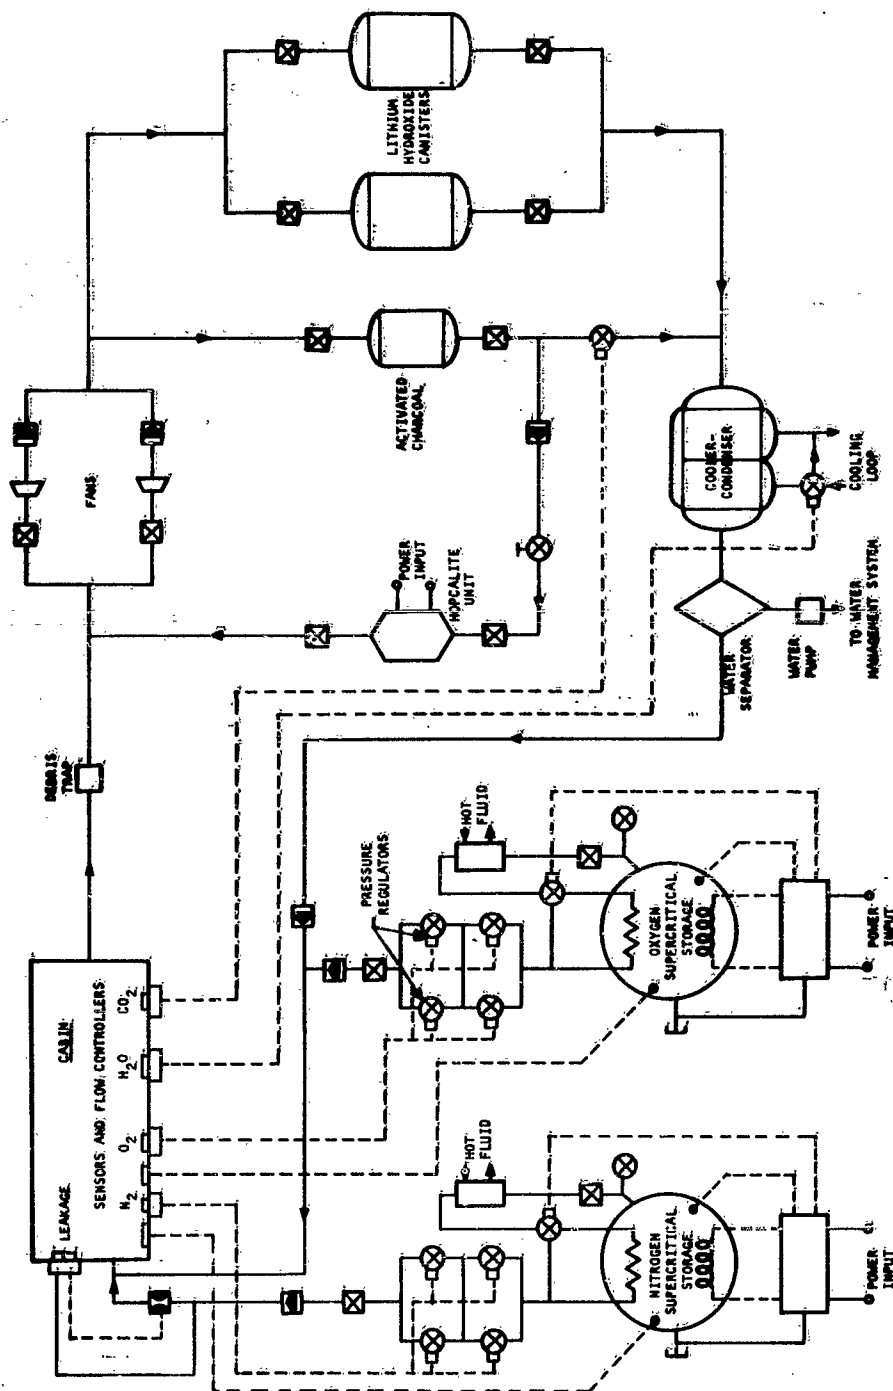 LITHIUM
HYDROXIDE
CANISTERS
ACTIVATED
CHARCOAL
FANS
POWER
INPUT
HOPCALITE
UNIT
COOLER-
CONDENSER
COOLING
LOOP
WATER
SEPARATOR
WATER
PUMP
TO WATER
MANAGEMENT SYSTEM
DEBRIS
TRAP
CABIN
SENSORS AND FLOW CONTROLLERS
LEAKAGE
N2
O2
H2O
CO2
PRESSURE
REGULATORS
HOT
FLUID
OXYGEN
SUPERCRITICAL
STORAGE
POWER
INPUT
HOT
FLUID
NITROGEN
SUPERCRITICAL
STORAGE
POWER
INPUT